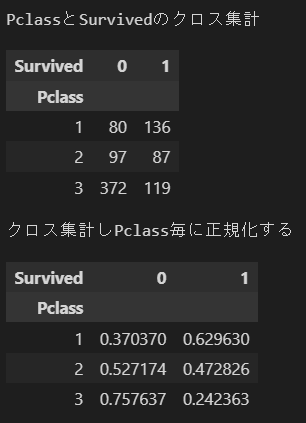 PclassとSurvivedのクロス集計
Survived 0 1
Pclass
1 80 136
2 97 87
3 372 119
クロス集計しPclass毎に正規化する
Survived 0 1
Pclass
1 0.370370 0.629630
2 0.527174 0.472826
3 0.757637 0.242363